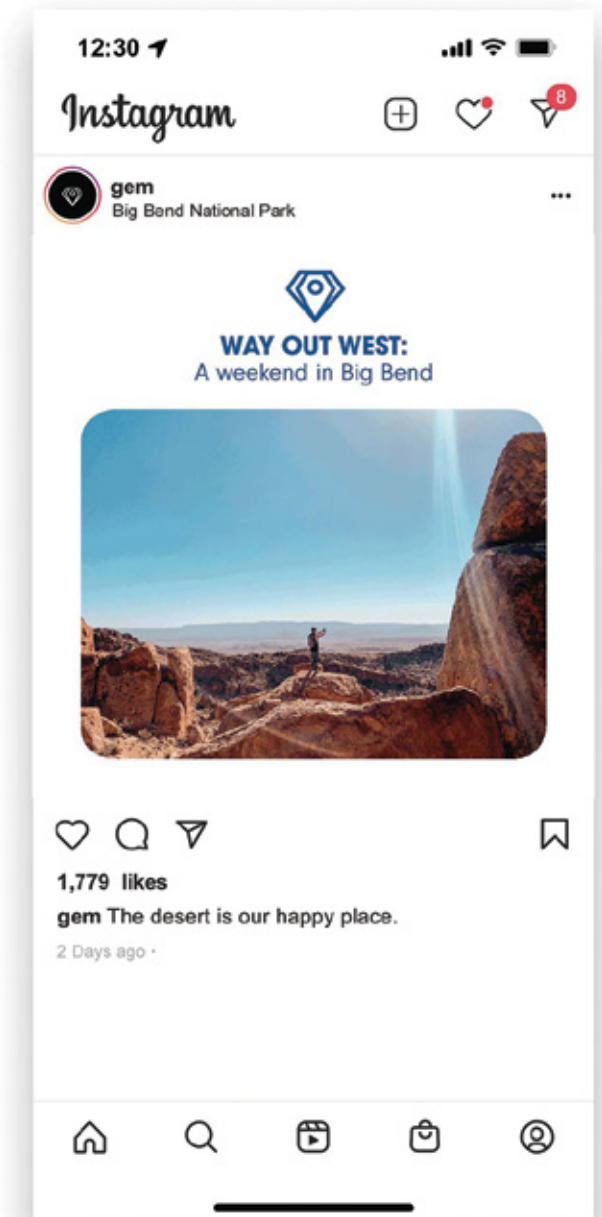 12:30
Instagram
8
gem
Big Bend National Park
WAY OUT WEST:
A weekend in Big Bend
1,779 likes
gem The desert is our happy place.
2 Days ago ·